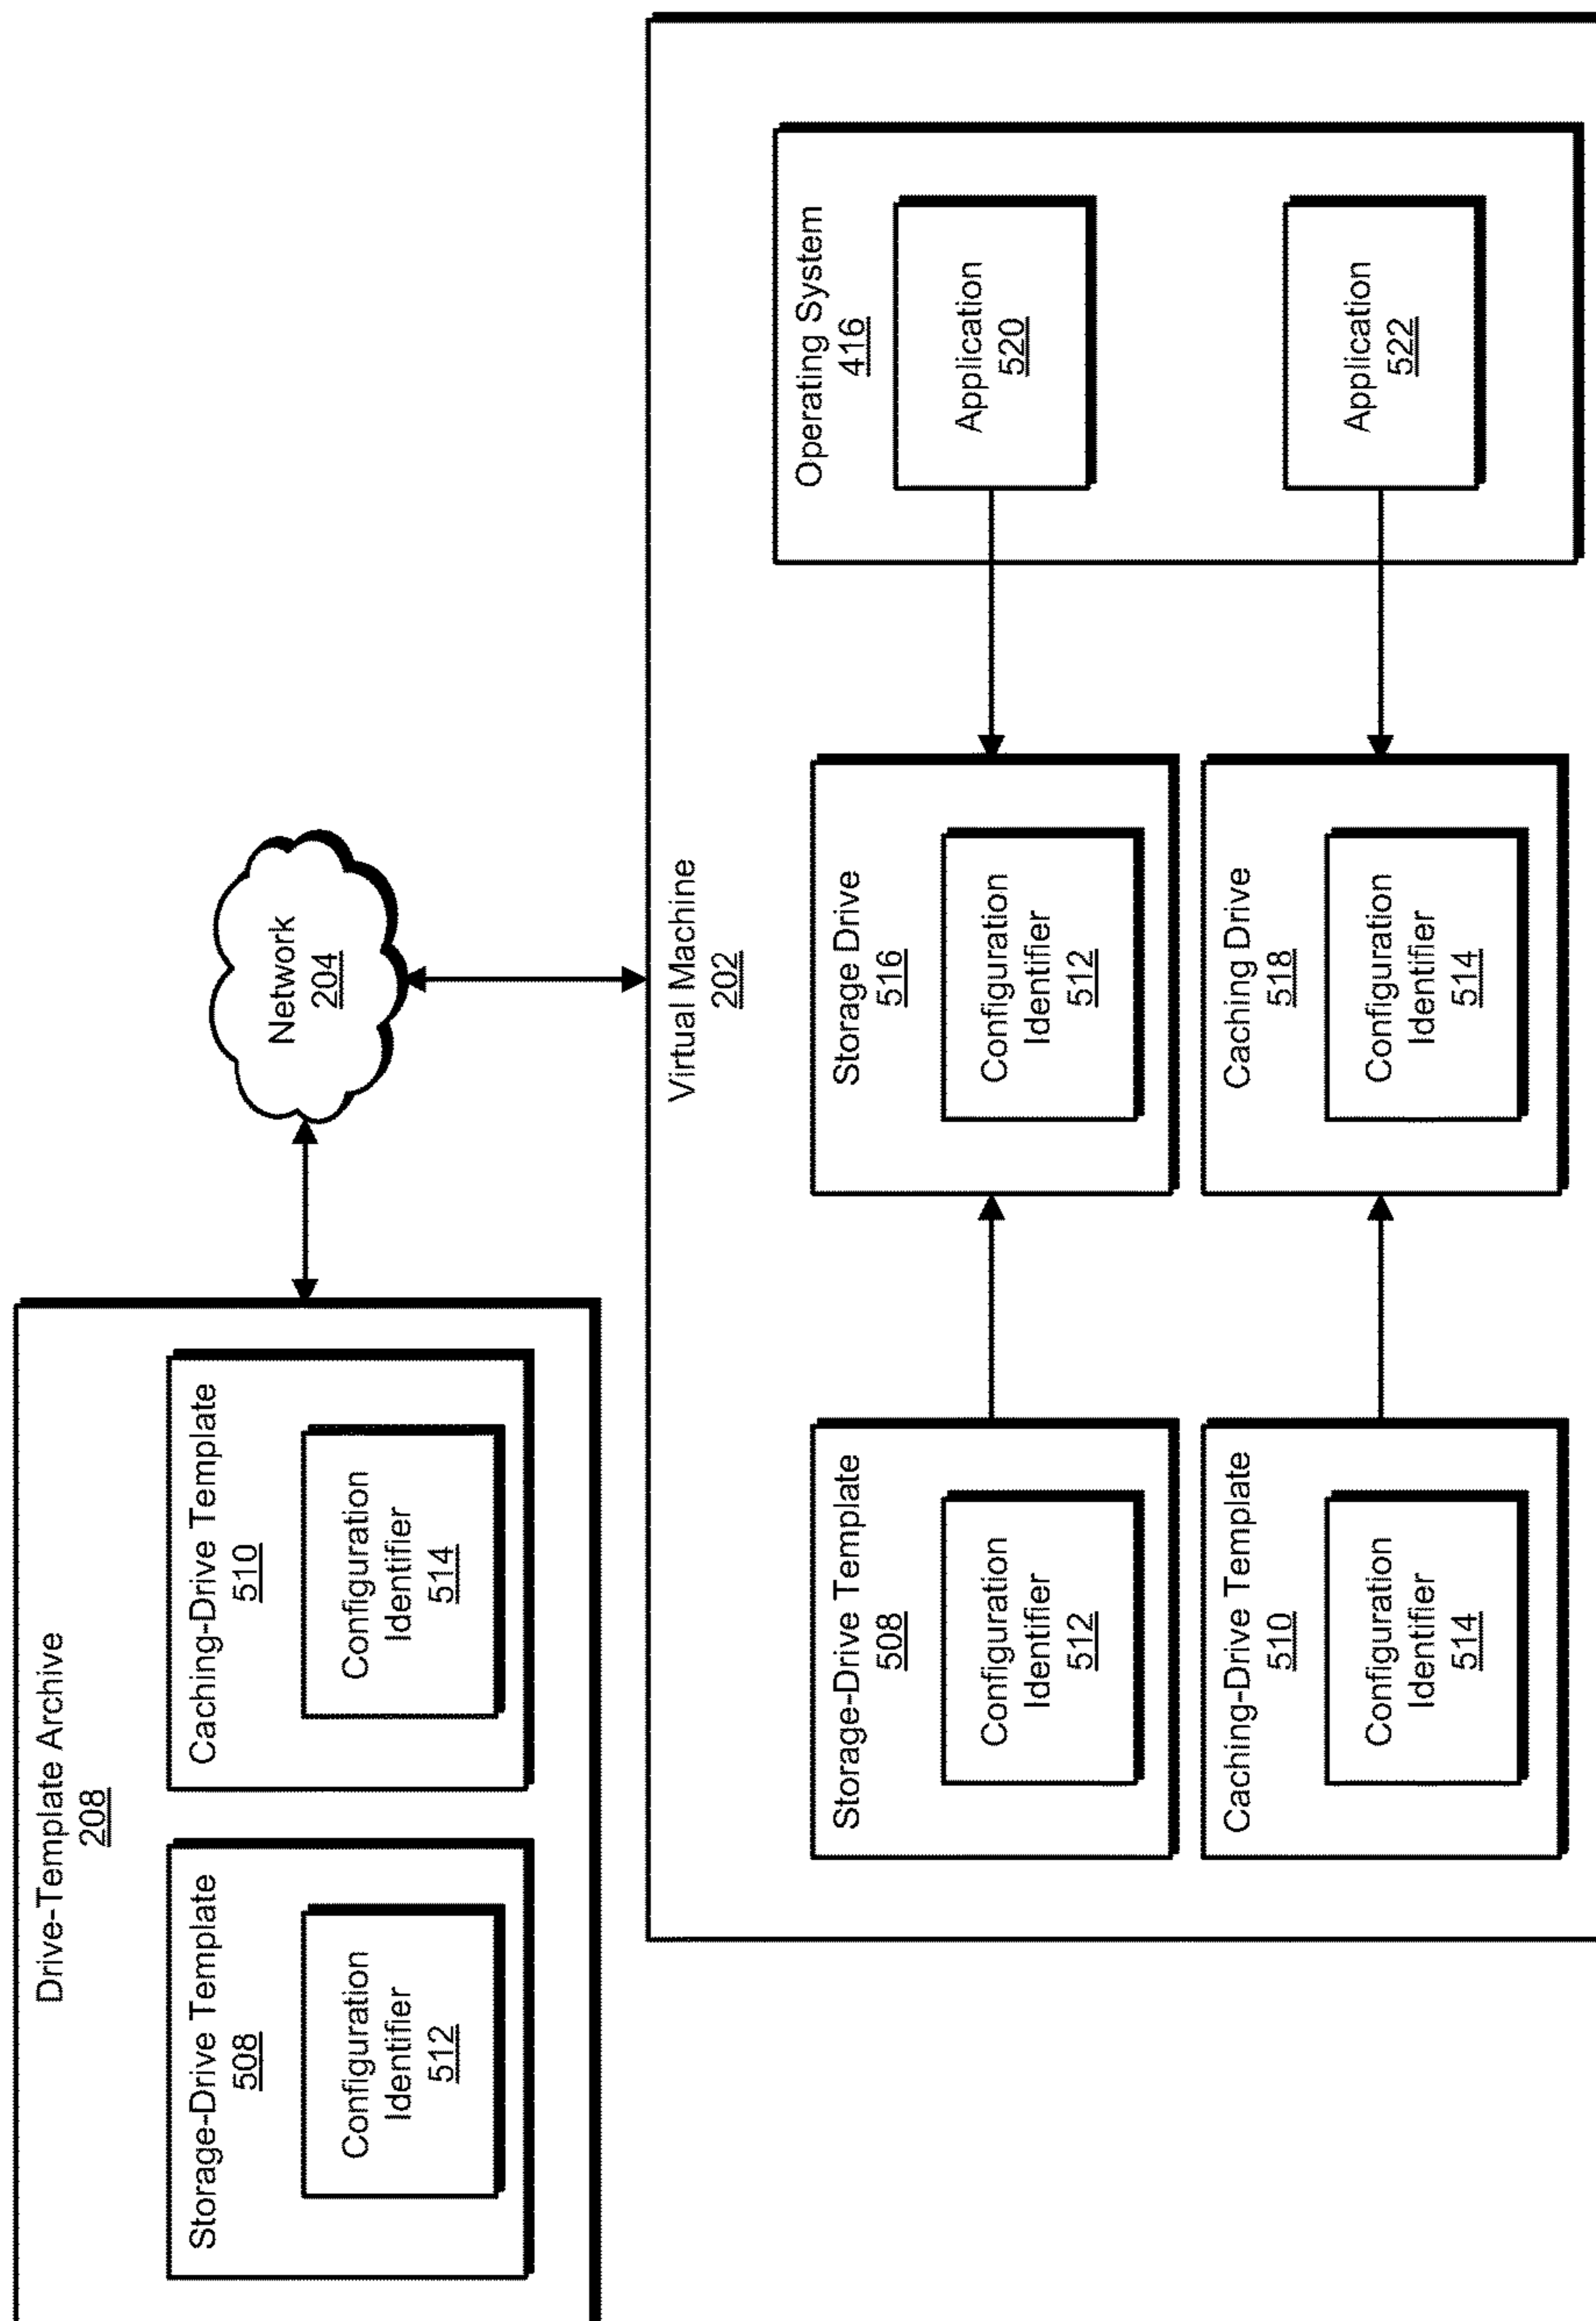 Drive-Template Archive
208
Storage-Drive Template
508
Configuration
Identifier
512
Caching-Drive Template
510
Configuration
Identifier
514
Network
204
Virtual Machine
202
Storage-Drive Template
508
Configuration
Identifier
512
Storage Drive
516
Configuration
Identifier
512
Operating System
416
Application
520
Caching-Drive Template
510
Configuration
Identifier
514
Caching Drive
518
Configuration
Identifier
514
Application
522